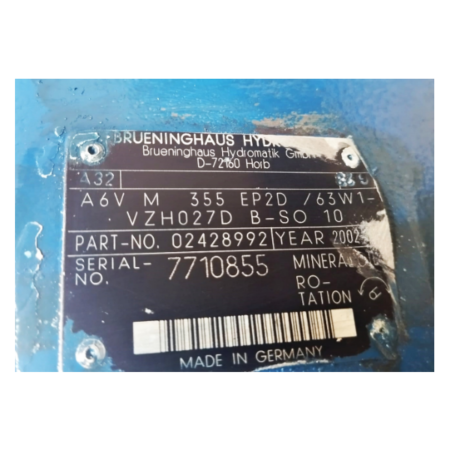 BRUENINGHAUS HYDR
Brueninghaus Hydromatik GmbH
D-72160 Horb
A32
A6V M 355 EP2D /63W1-
VZH027D B-SO 10
PART-NO. 02428992 YEAR 2002
SERIAL-NO. 7710855 MINERAL
RO-
TATION
MADE IN GERMANY